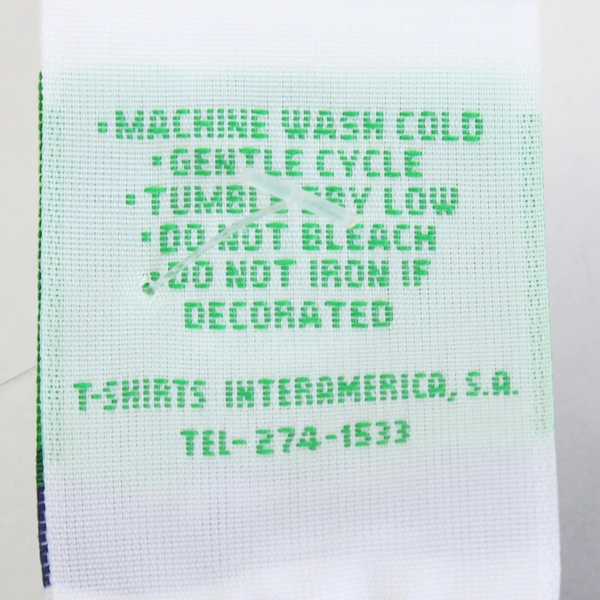 ·MACHINE WASH COLD
·GENTLE CYCLE
·TUMBLE DRY LOW
·DO NOT BLEACH
·DO NOT IRON IF
DECORATED
T-SHIRTS INTERAMERICA, S.A.
TEL-274-1533